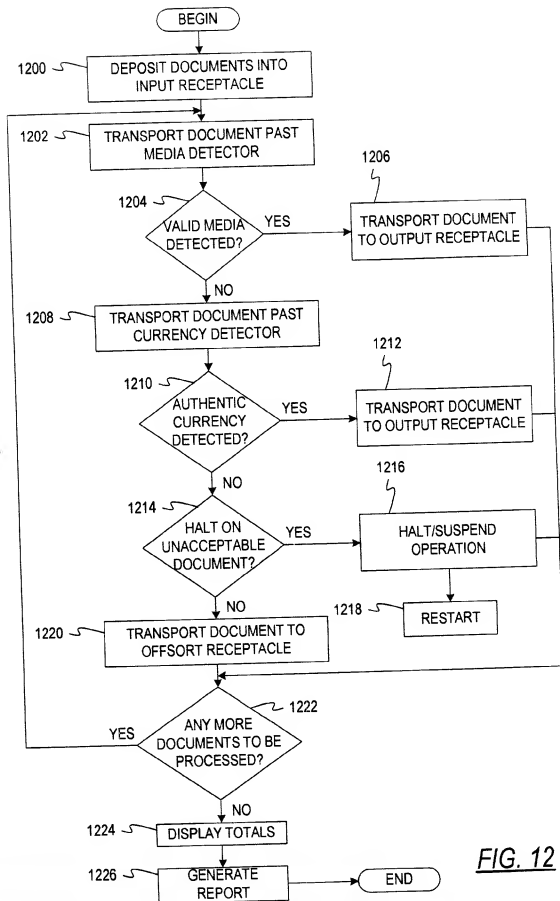 BEGIN
1200
DEPOSIT DOCUMENTS INTO
INPUT RECEPTACLE
1202
TRANSPORT DOCUMENT PAST
MEDIA DETECTOR
1204
VALID MEDIA
DETECTED?
YES
1206
TRANSPORT DOCUMENT
TO OUTPUT RECEPTACLE
NO
1208
TRANSPORT DOCUMENT PAST
CURRENCY DETECTOR
1210
AUTHENTIC
CURRENCY
DETECTED?
YES
1212
TRANSPORT DOCUMENT
TO OUTPUT RECEPTACLE
NO
1214
HALT ON
UNACCEPTABLE
DOCUMENT?
YES
1216
HALT/SUSPEND
OPERATION
1218
RESTART
NO
1220
TRANSPORT DOCUMENT TO
OFFSORT RECEPTACLE
1222
YES
ANY MORE
DOCUMENTS TO BE
PROCESSED?
NO
1224
DISPLAY TOTALS
1226
GENERATE
REPORT
END
FIG. 12